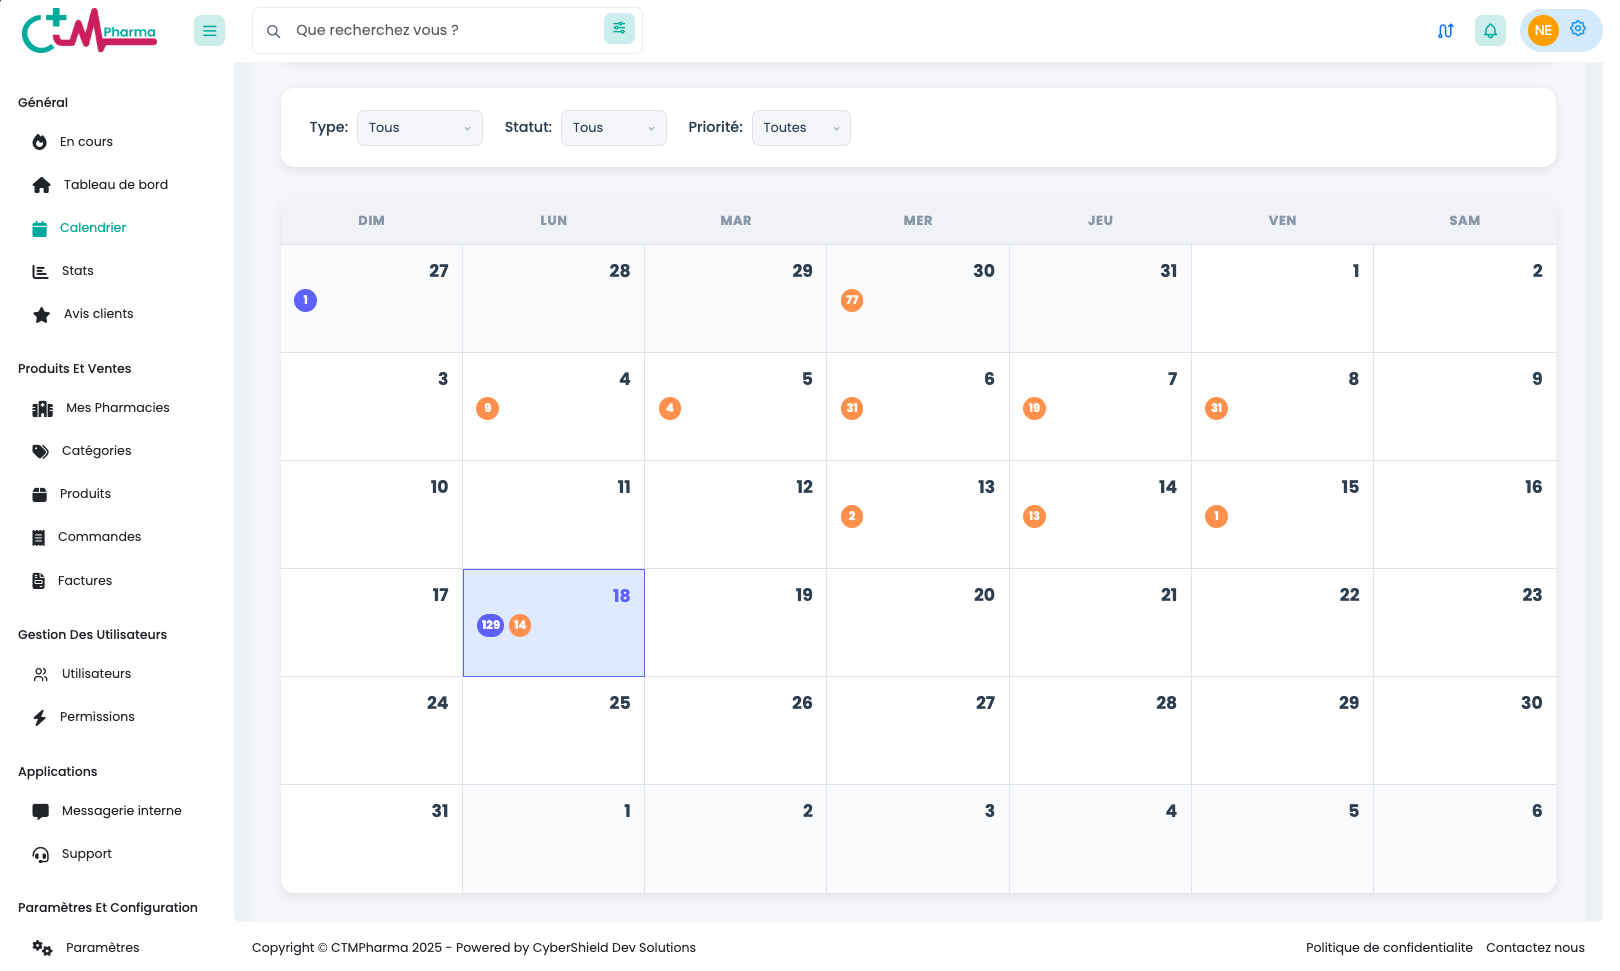 CTM Pharma
Que recherchez vous ?
NE
Général
En cours
Tableau de bord
Calendrier
Stats
Avis clients
Produits Et Ventes
Mes Pharmacies
Catégories
Produits
Commandes
Factures
Gestion Des Utilisateurs
Utilisateurs
Permissions
Applications
Messagerie interne
Support
Paramètres Et Configuration
Paramètres
Type: Tous Statut: Tous Priorité: Toutes
DIM LUN MAR MER JEU VEN SAM
27 28 29 30 31 1 2
1 77
3 4 5 6 7 8 9
9 4 31 19 31
10 11 12 13 14 15 16
2 13 1
17 18 19 20 21 22 23
129 14
24 25 26 27 28 29 30
31 1 2 3 4 5 6
Copyright © CTMPharma 2025 - Powered by CyberShield Dev Solutions
Politique de confidentialite Contactez nous